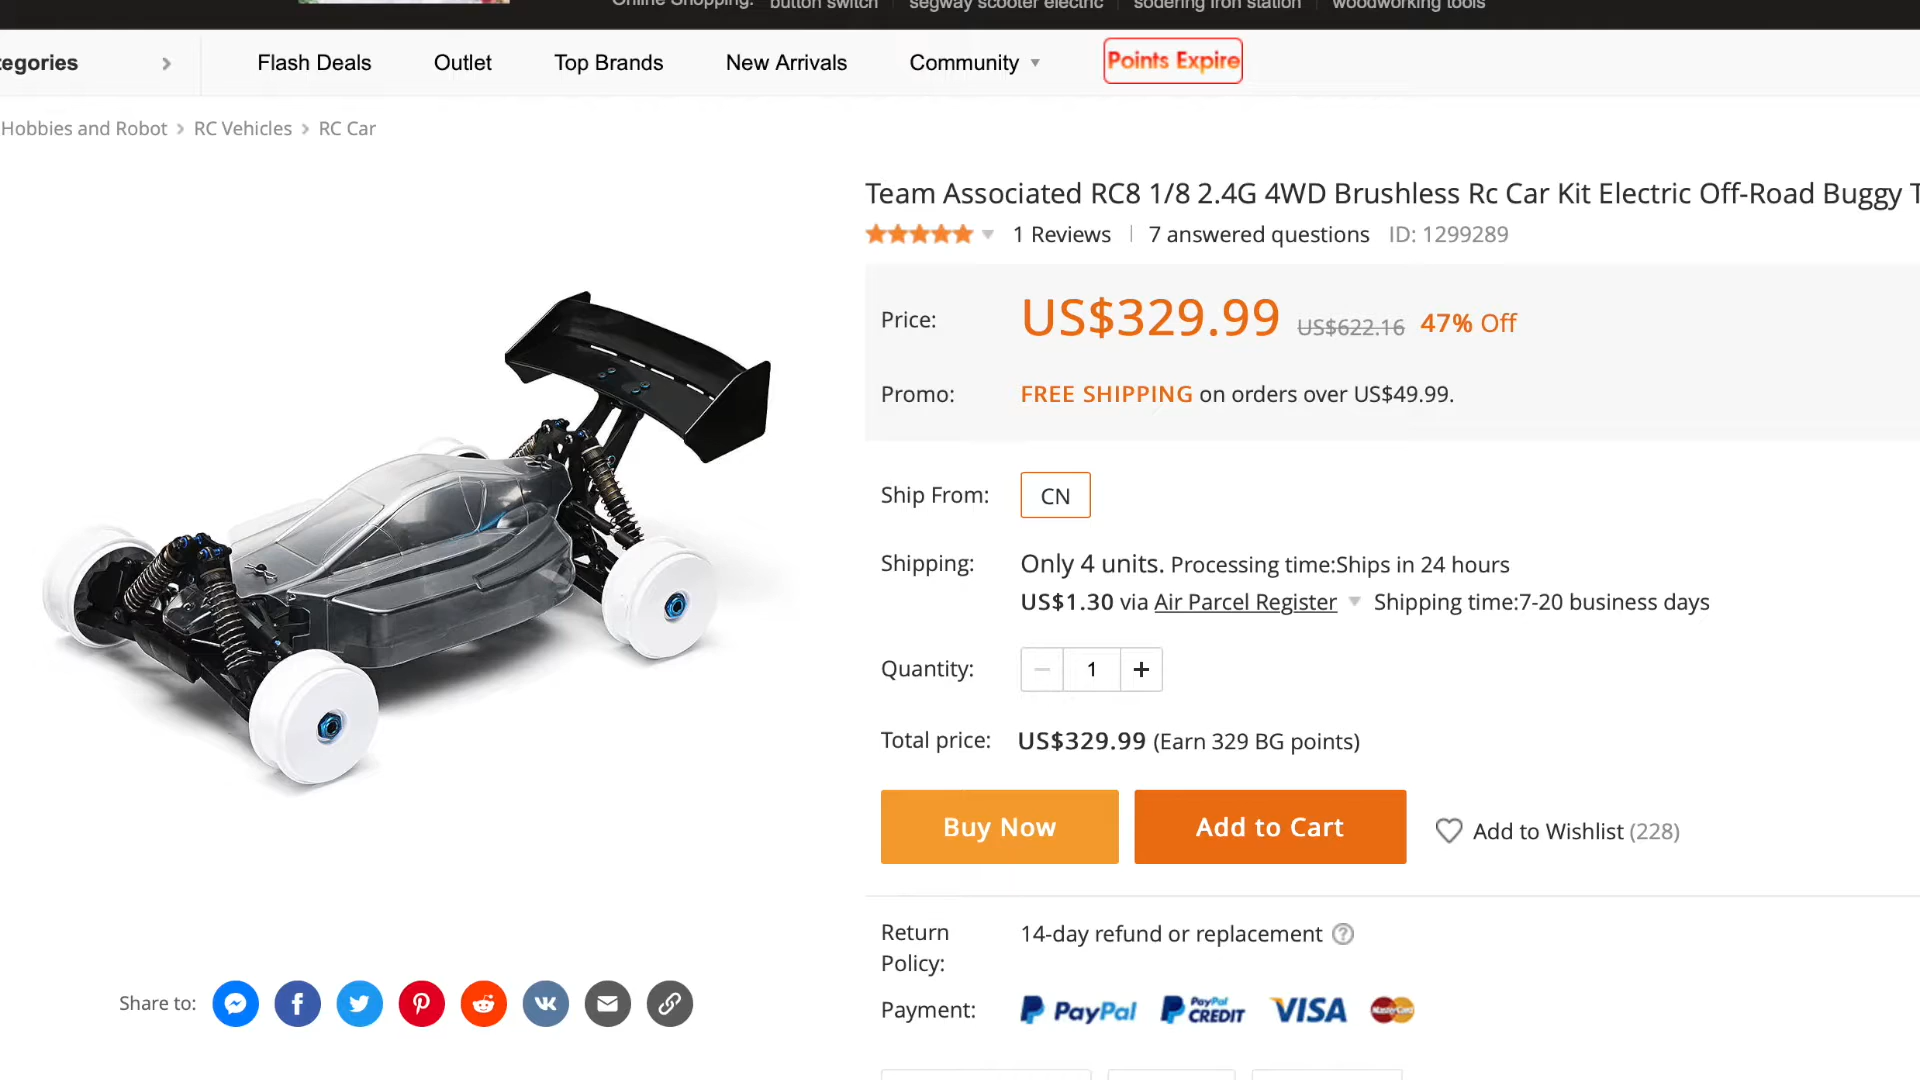 Online Shopping: button switch segway scooter electric sodering iron station woodworking tools
tegories Flash Deals Outlet Top Brands New Arrivals Community Points Expire
Hobbies and Robot > RC Vehicles > RC Car
Team Associated RC8 1/8 2.4G 4WD Brushless Rc Car Kit Electric Off-Road Buggy T
1 Reviews | 7 answered questions ID: 1299289
Price: US$329.99 US$622.16 47% Off
Promo: FREE SHIPPING on orders over US$49.99.
Ship From: CN
Shipping: Only 4 units. Processing time:Ships in 24 hours
US$1.30 via Air Parcel Register Shipping time:7-20 business days
Quantity: 1
Total price: US$329.99 (Earn 329 BG points)
Buy Now Add to Cart Add to Wishlist (228)
Return Policy: 14-day refund or replacement
Share to:
Payment: PayPal PayPal CREDIT VISA MasterCard